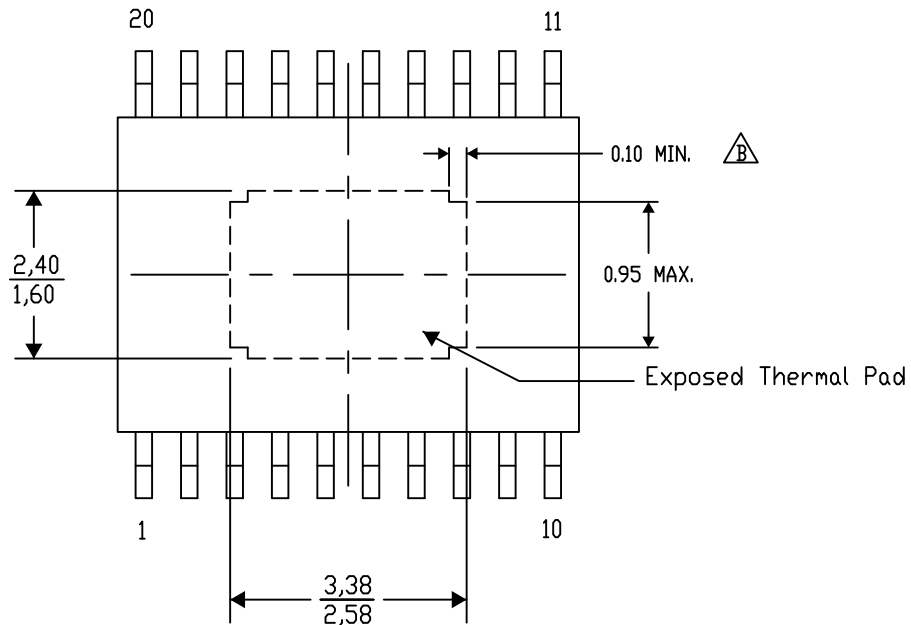 20
11
0.10 MIN.
B
2,40
1,60
0.95 MAX.
Exposed Thermal Pad
1
10
3,38
2,58